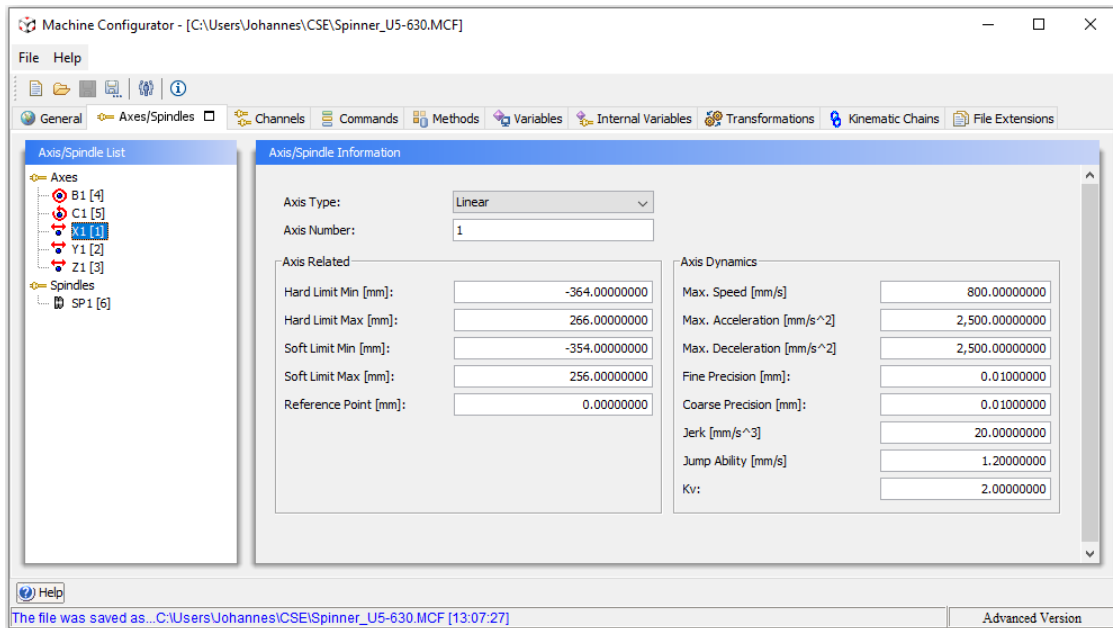 Machine Configurator - [C:\Users\Johannes\CSE\Spinner_U5-630.MCF]
File Help
General Axes/Spindles Channels Commands Methods Variables Internal Variables Transformations Kinematic Chains File Extensions
Axis/Spindle List
Axes
B1 [4]
C1 [5]
X1 [1]
Y1 [2]
Z1 [3]
Spindles
SP1 [6]
Axis/Spindle Information
Axis Type: Linear
Axis Number: 1
Axis Related
Hard Limit Min [mm]: -364.00000000
Hard Limit Max [mm]: 266.00000000
Soft Limit Min [mm]: -354.00000000
Soft Limit Max [mm]: 256.00000000
Reference Point [mm]: 0.00000000
Axis Dynamics
Max. Speed [mm/s] 800.00000000
Max. Acceleration [mm/s^2] 2,500.00000000
Max. Deceleration [mm/s^2] 2,500.00000000
Fine Precision [mm]: 0.01000000
Coarse Precision [mm]: 0.01000000
Jerk [mm/s^3] 20.00000000
Jump Ability [mm/s] 1.20000000
Kv: 2.00000000
Help
The file was saved as...C:\Users\Johannes\CSE\Spinner_U5-630.MCF [13:07:27] Advanced Version